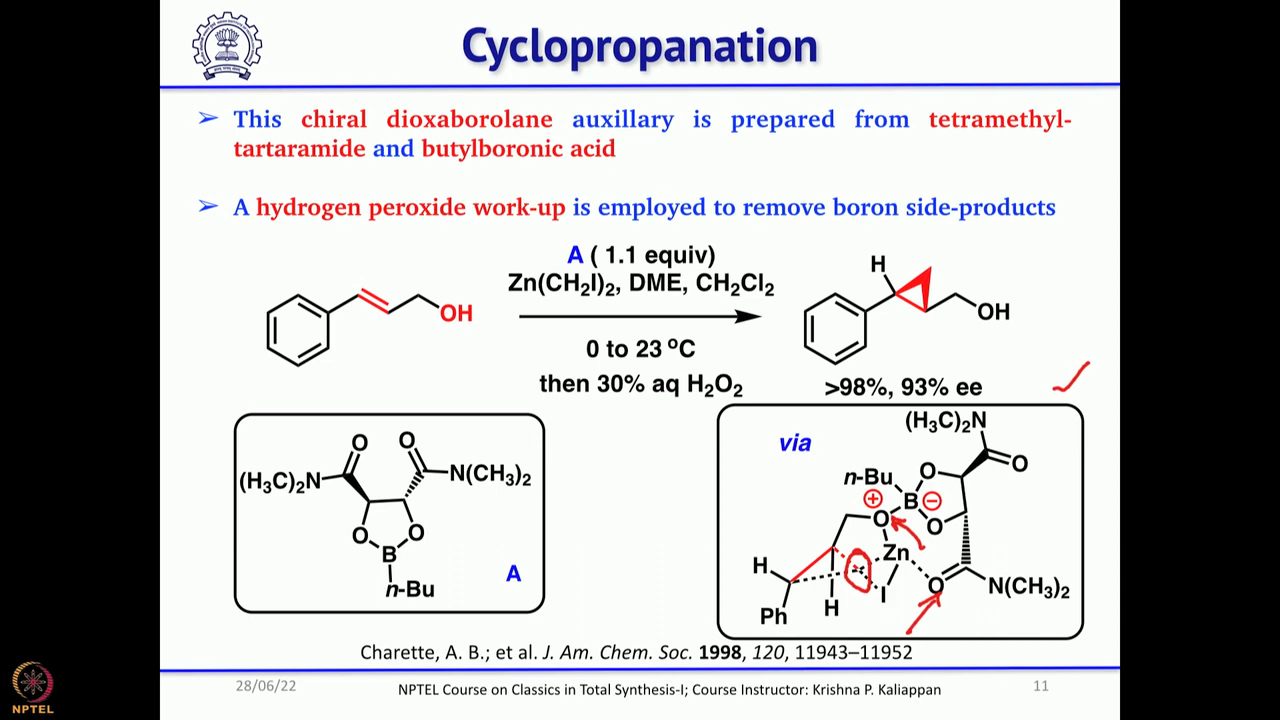 Cyclopropanation
➢ This chiral dioxaborolane auxillary is prepared from tetramethyl-
tartaramide and butylboronic acid
➢ A hydrogen peroxide work-up is employed to remove boron side-products
A ( 1.1 equiv)
Zn(CH₂I)₂, DME, CH₂Cl₂
OH
0 to 23 ºC
then 30% aq H₂O₂
H
OH
>98%, 93% ee
O
O
(H₃C)₂N
N(CH₃)₂
O
O
B
n-Bu
A
via
(H₃C)₂N
O
n-Bu
O
⊕
B
⊖
O
O
Zn
H
O
N(CH₃)₂
I
H
Ph
Charette, A. B.; et al. J. Am. Chem. Soc. 1998, 120, 11943–11952
28/06/22
NPTEL Course on Classics in Total Synthesis-I; Course Instructor: Krishna P. Kaliappan
11
NPTEL